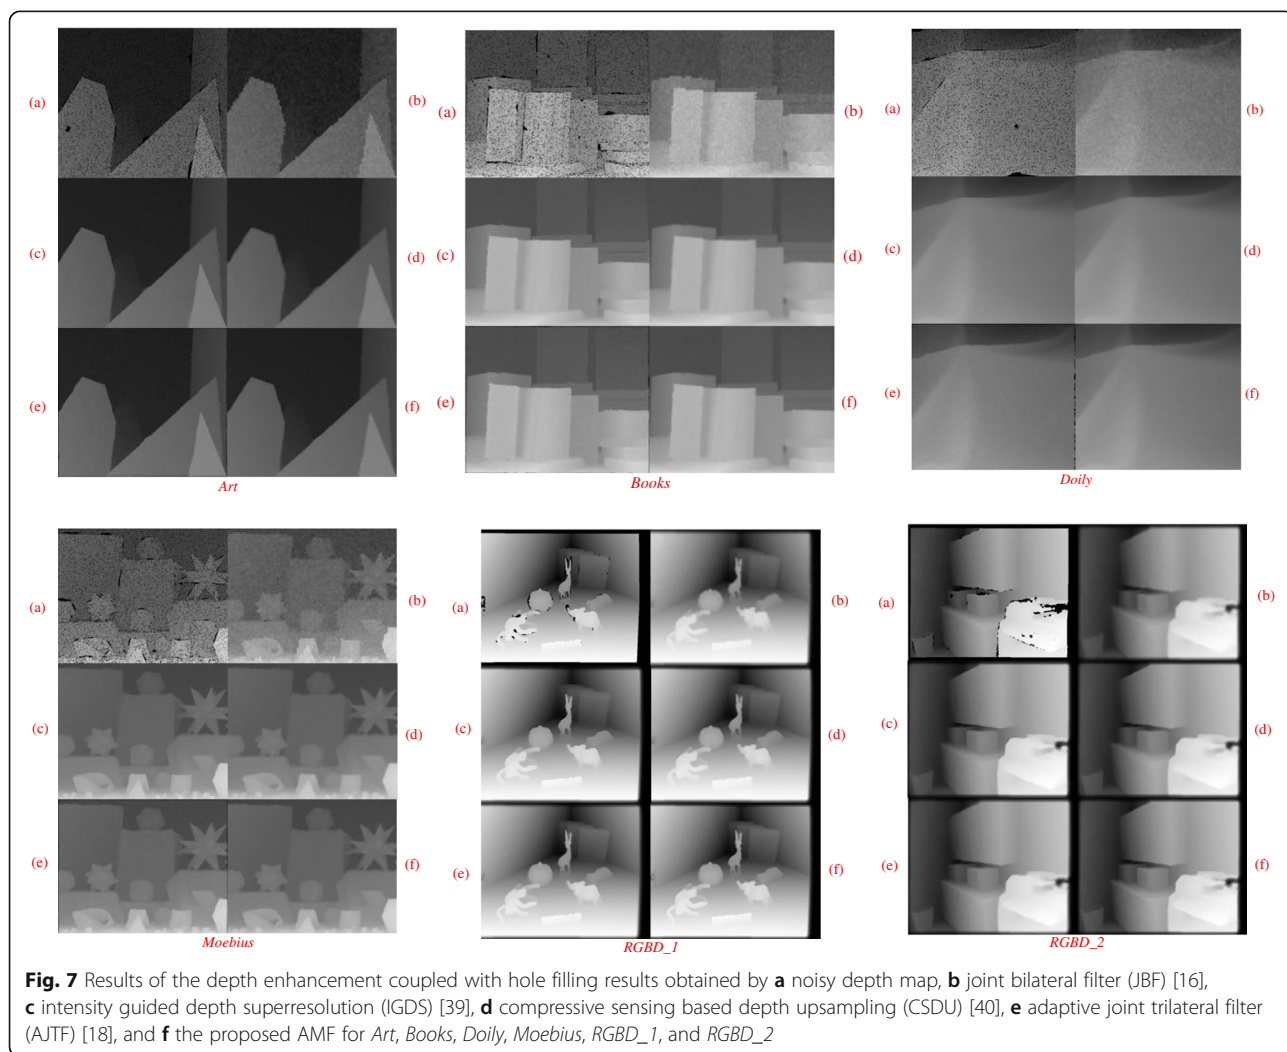 (a)
(b)
(c)
(d)
(e)
(f)
Art
(a)
(b)
(c)
(d)
(e)
(f)
Books
(a)
(b)
(c)
(d)
(e)
(f)
Doily
(a)
(b)
(c)
(d)
(e)
(f)
Moebius
(a)
(b)
(c)
(d)
(e)
(f)
RGBD_1
(a)
(b)
(c)
(d)
(e)
(f)
RGBD_2
Fig. 7 Results of the depth enhancement coupled with hole filling results obtained by a noisy depth map, b joint bilateral filter (JBF) [16],
c intensity guided depth superresolution (IGDS) [39], d compressive sensing based depth upsampling (CSDU) [40], e adaptive joint trilateral filter
(AJTF) [18], and f the proposed AMF for Art, Books, Doily, Moebius, RGBD_1, and RGBD_2